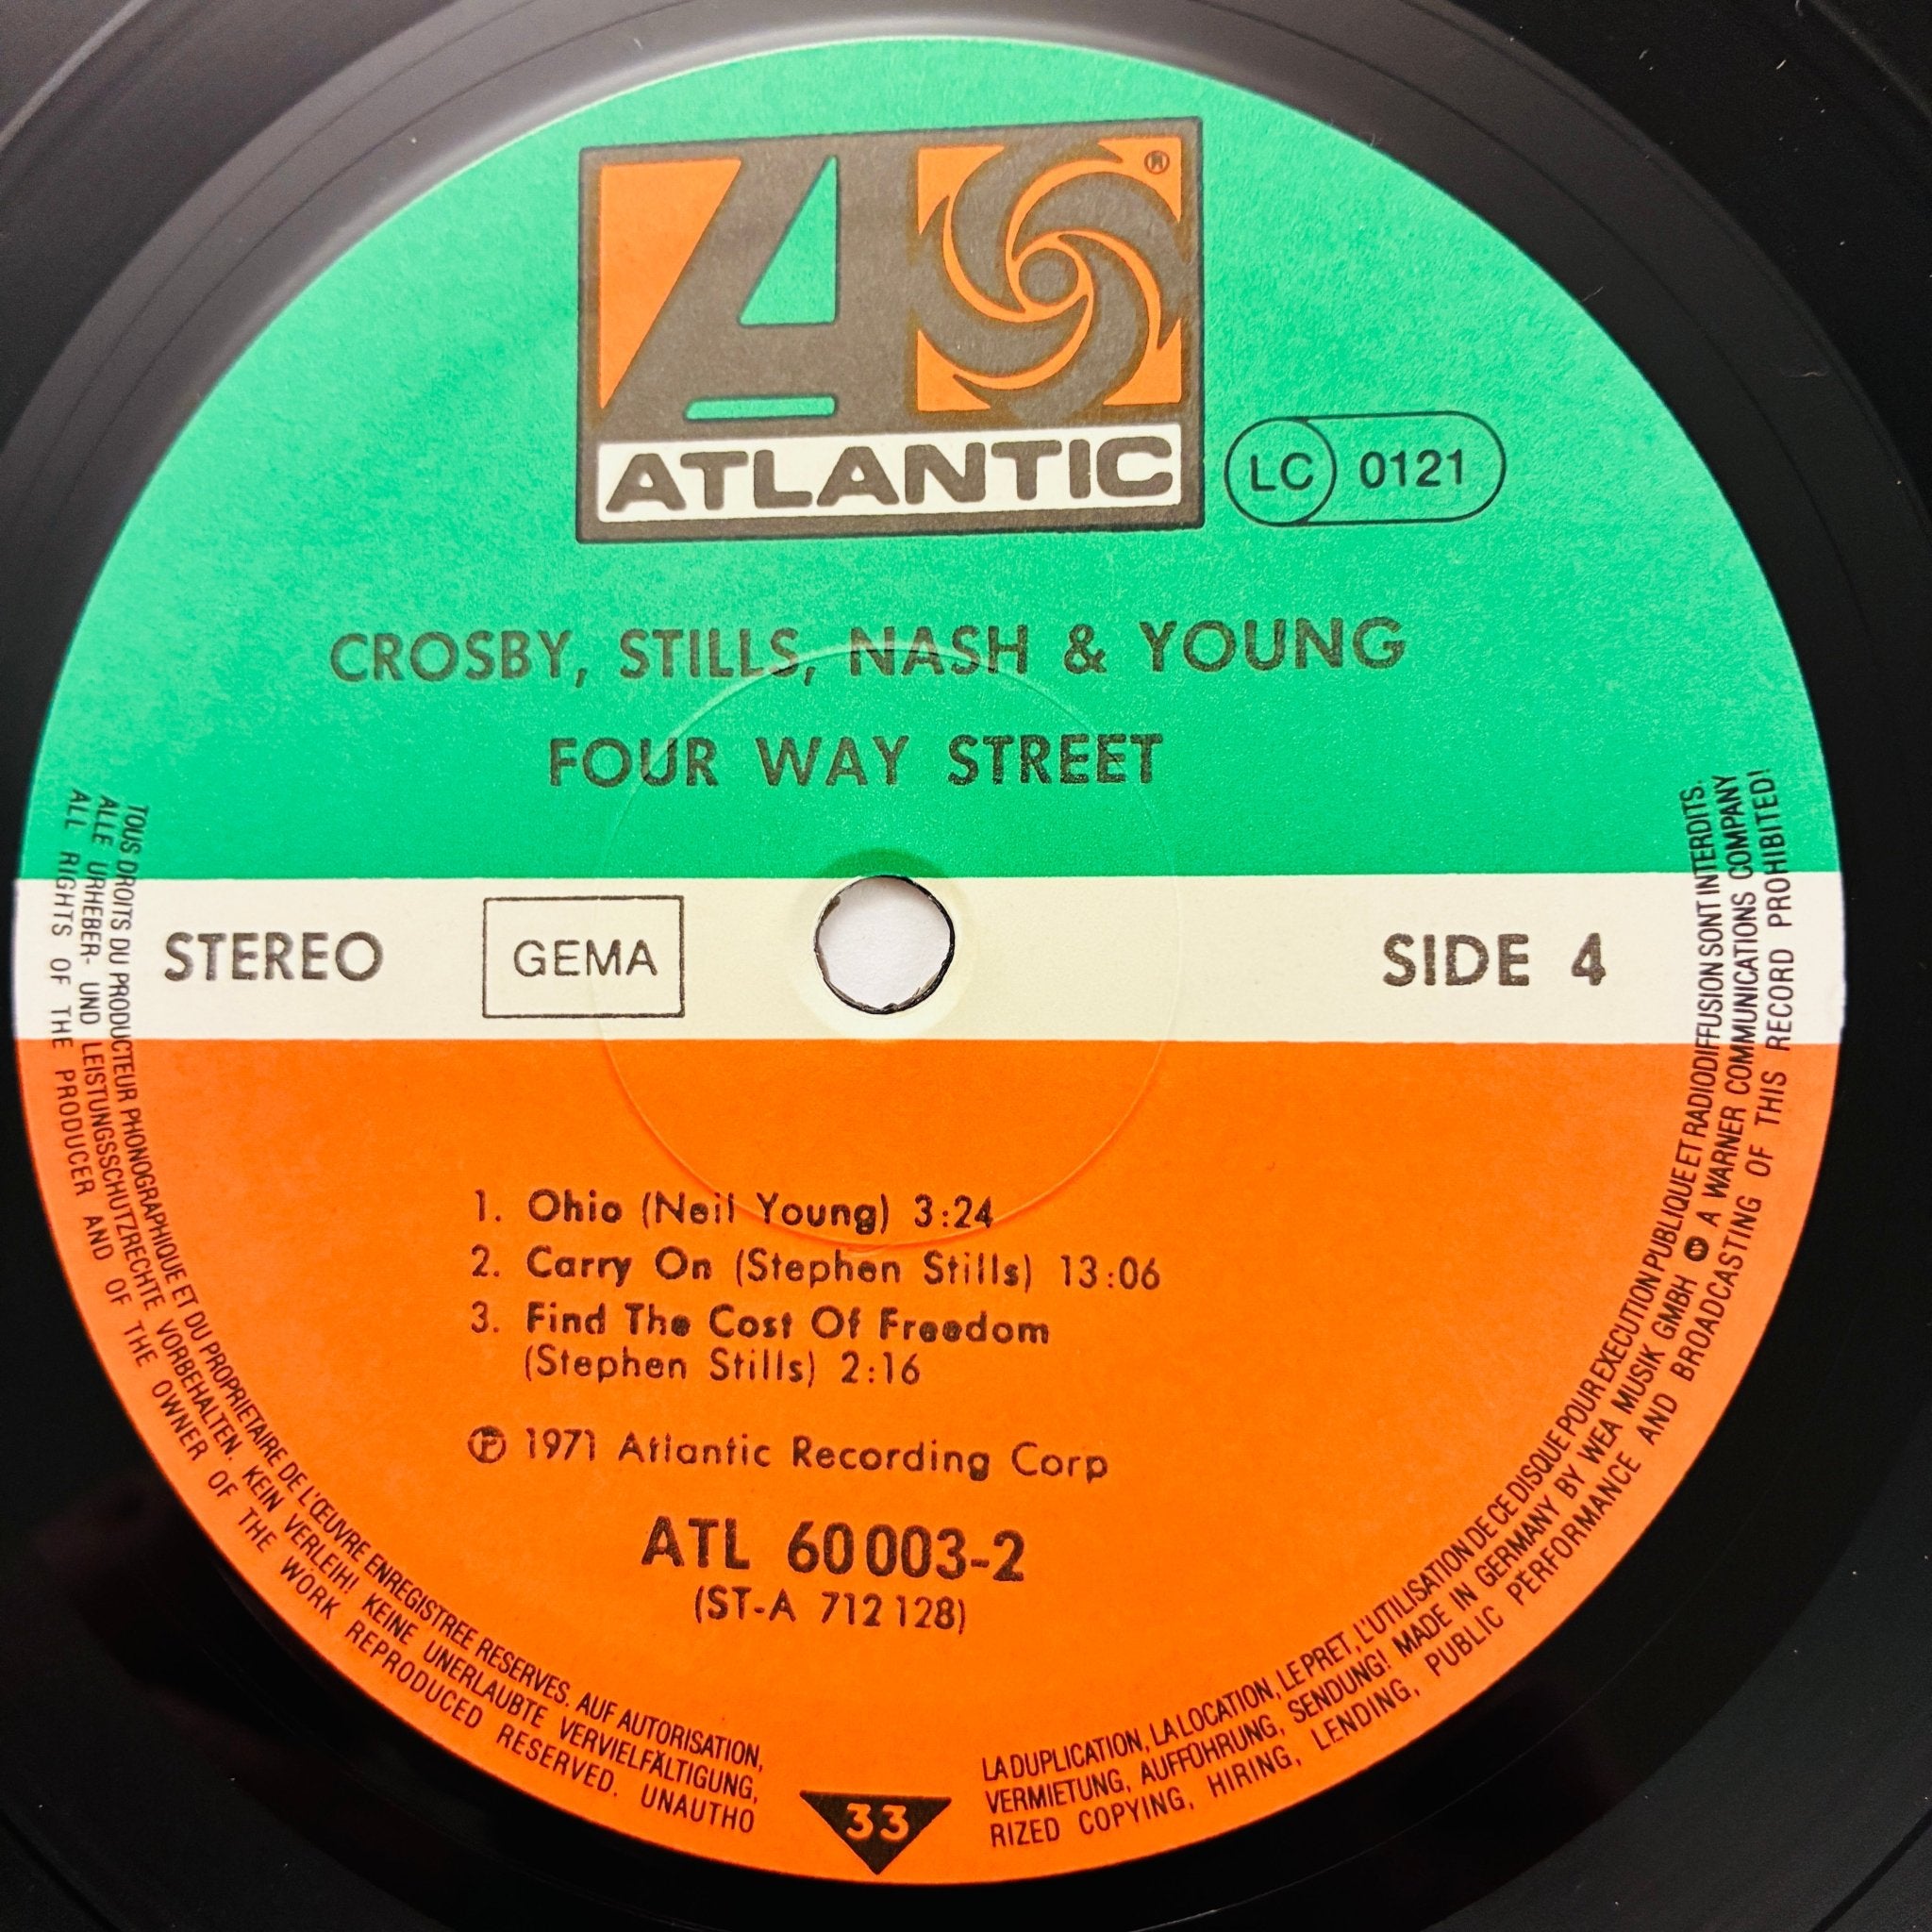 ®
ATLANTIC
LC 0121
CROSBY, STILLS, NASH & YOUNG
FOUR WAY STREET
STEREO GEMA SIDE 4
1. Ohio (Neil Young) 3:24
2. Carry On (Stephen Stills) 13:06
3. Find The Cost Of Freedom
(Stephen Stills) 2:16
℗ 1971 Atlantic Recording Corp
ATL 60 003-2
(ST-A 712 128)
33
TOUS DROITS DU PRODUCTEUR PHONOGRAPHIQUE ET DU PROPRIETAIRE DE L'ŒUVRE ENREGISTREE RESERVES. AUF AUTORISATION, LA DUPLICATION, LA LOCATION, LE PRET, L'UTILISATION DE CE DISQUE POUR EXECUTION PUBLIQUE ET RADIODIFFUSION SONT INTERDITS.
ALLE URHEBER- UND LEISTUNGSSCHUTZRECHTE VORBEHALTEN. KEIN VERLEIH! KEINE UNERLAUBTE VERVIELFÄLTIGUNG, VERMIETUNG, AUFFÜHRUNG, SENDUNG! MADE IN GERMANY BY WEA MUSIK GMBH A WARNER COMMUNICATIONS COMPANY
ALL RIGHTS OF THE PRODUCER AND OF THE OWNER OF THE WORK REPRODUCED RESERVED. UNAUTHORIZED COPYING, HIRING, LENDING, PUBLIC PERFORMANCE AND BROADCASTING OF THIS RECORD PROHIBITED!